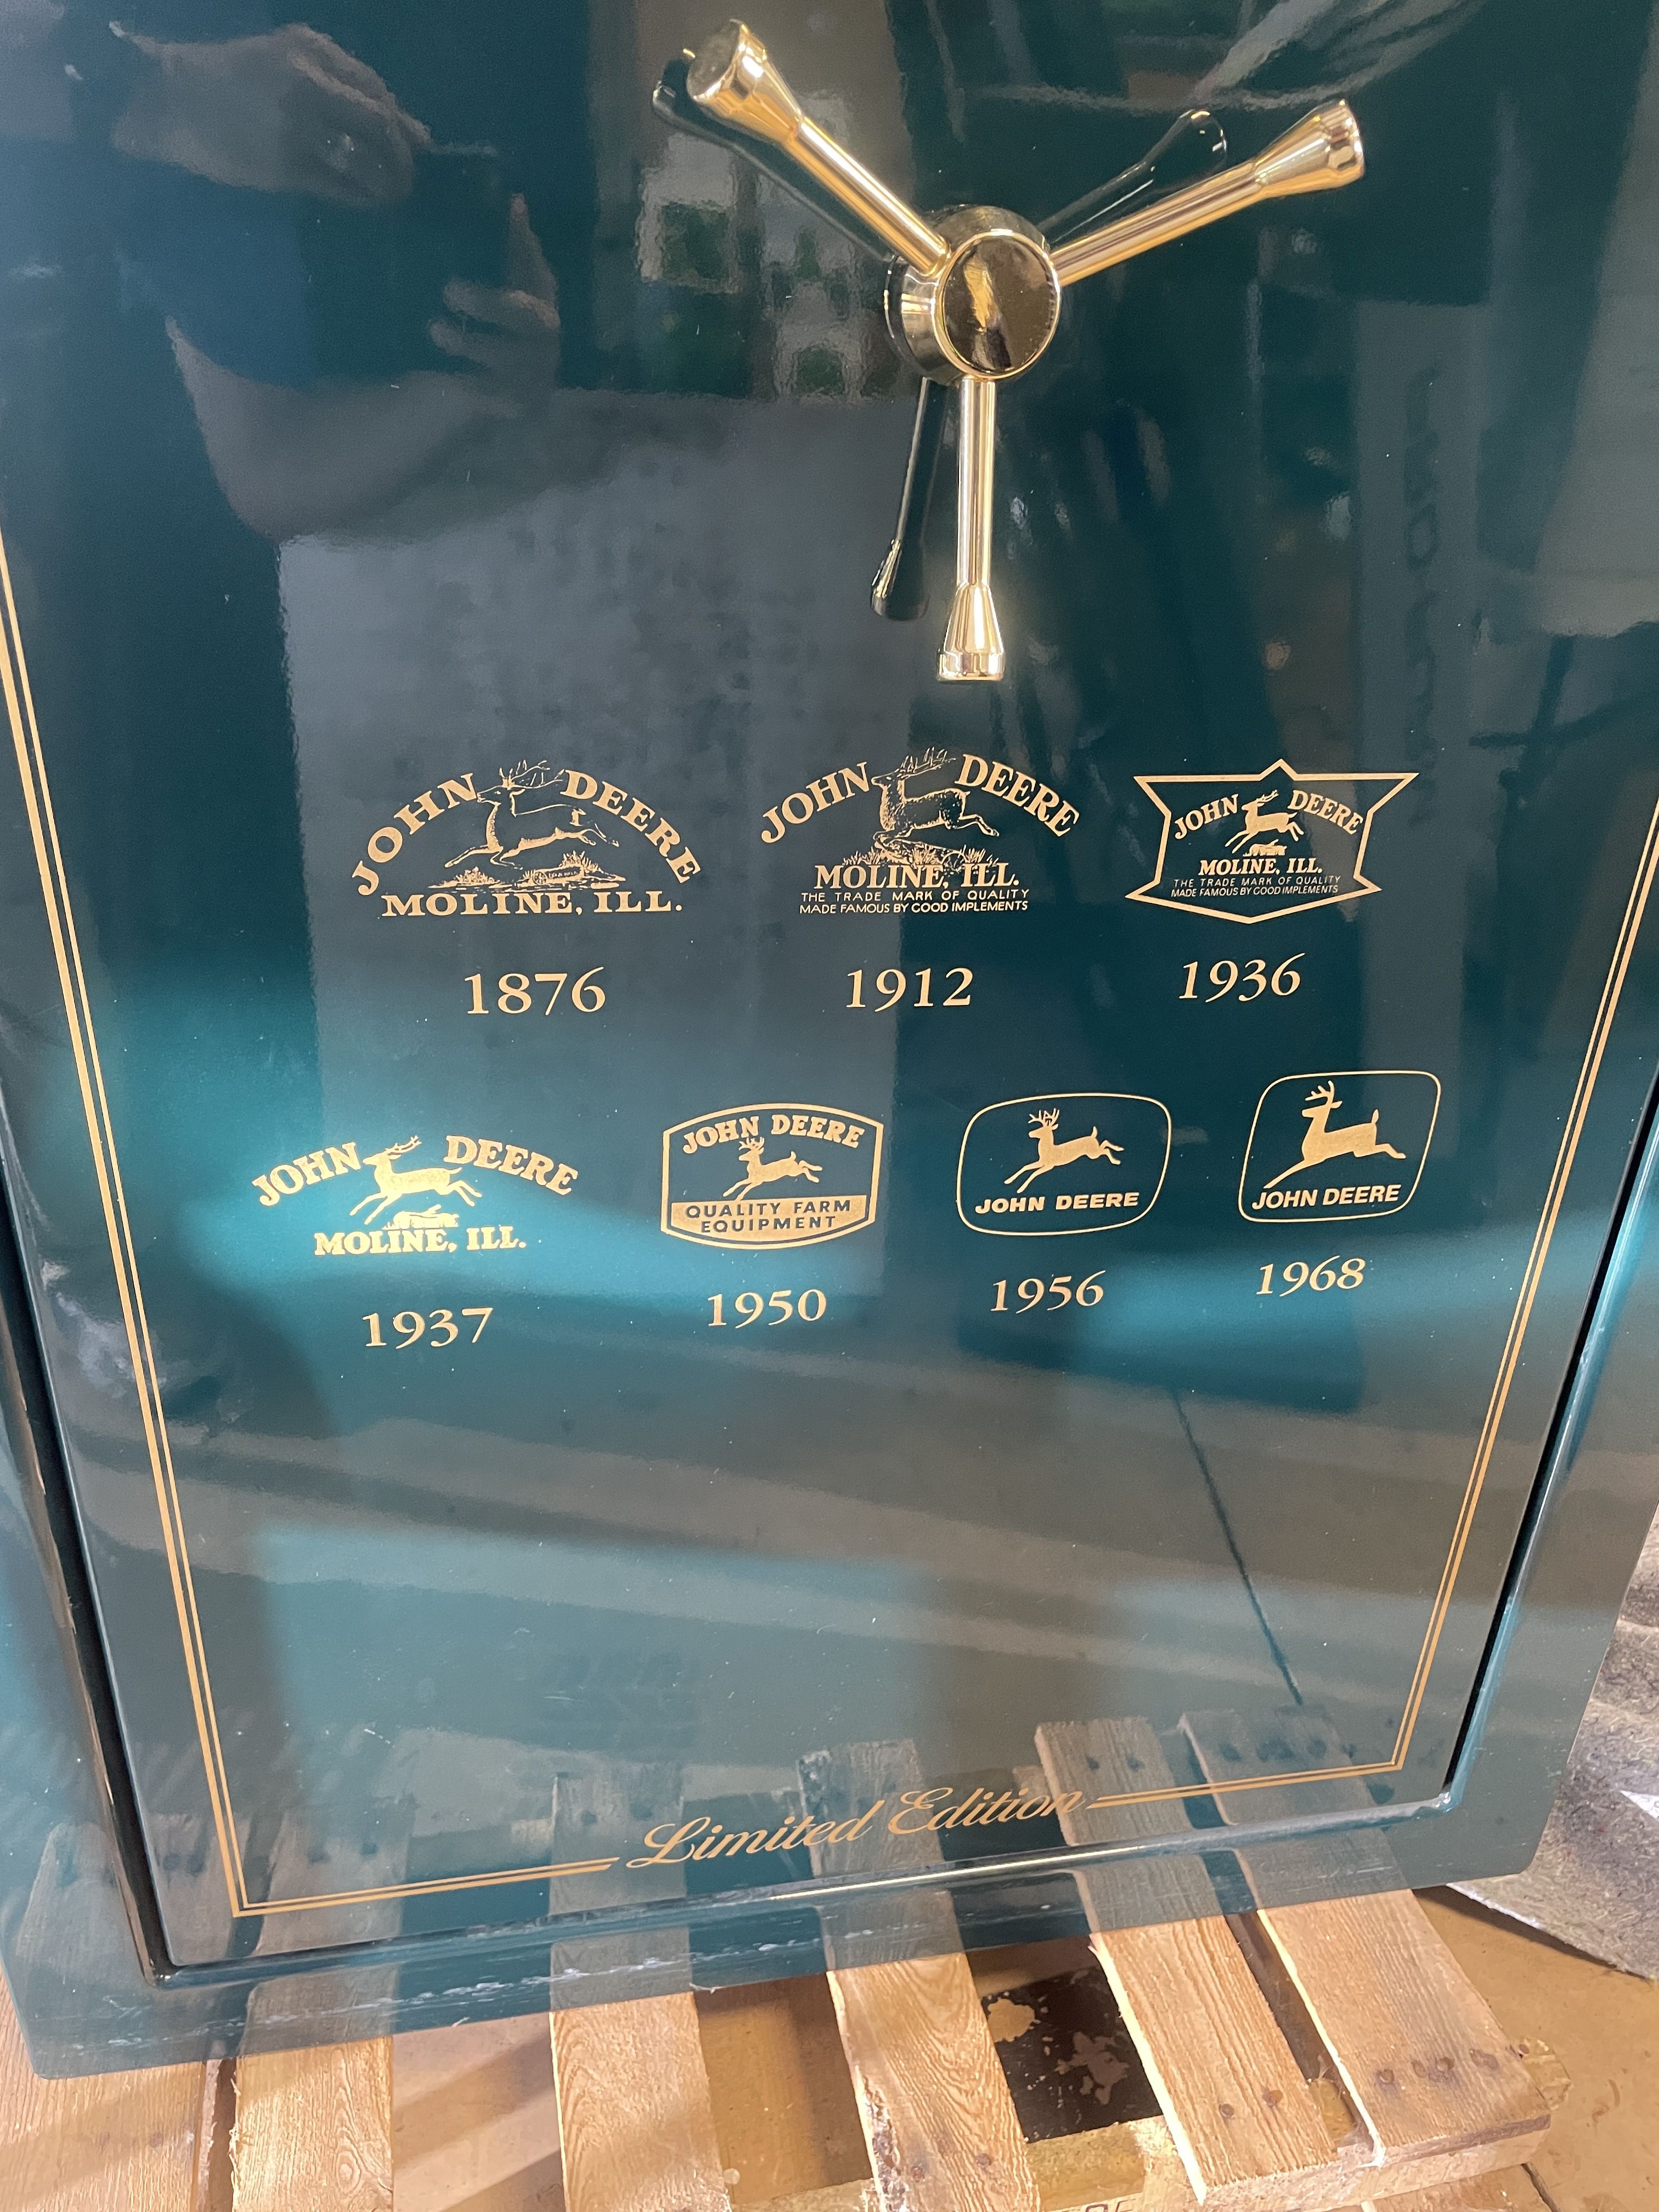 JOHN DEERE
MOLINE, ILL.
1876
JOHN DEERE
MOLINE, ILL.
THE TRADE MARK OF QUALITY
MADE FAMOUS BY GOOD IMPLEMENTS
1912
JOHN DEERE
MOLINE, ILL.
THE TRADE MARK OF QUALITY
MADE FAMOUS BY GOOD IMPLEMENTS
1936
JOHN DEERE
MOLINE, ILL.
1937
JOHN DEERE
QUALITY FARM
EQUIPMENT
1950
JOHN DEERE
1956
JOHN DEERE
1968
Limited Edition